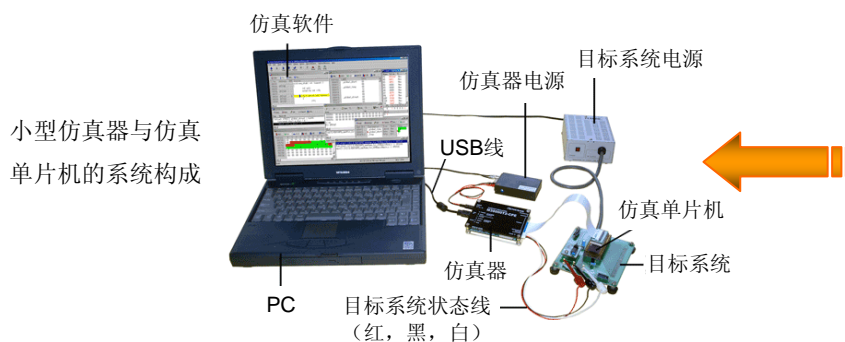 仿真软件
目标系统电源
仿真器电源
小型仿真器与仿真
单片机的系统构成
USB线
仿真单片机
仿真器
目标系统
PC
目标系统状态线
（红，黑，白）